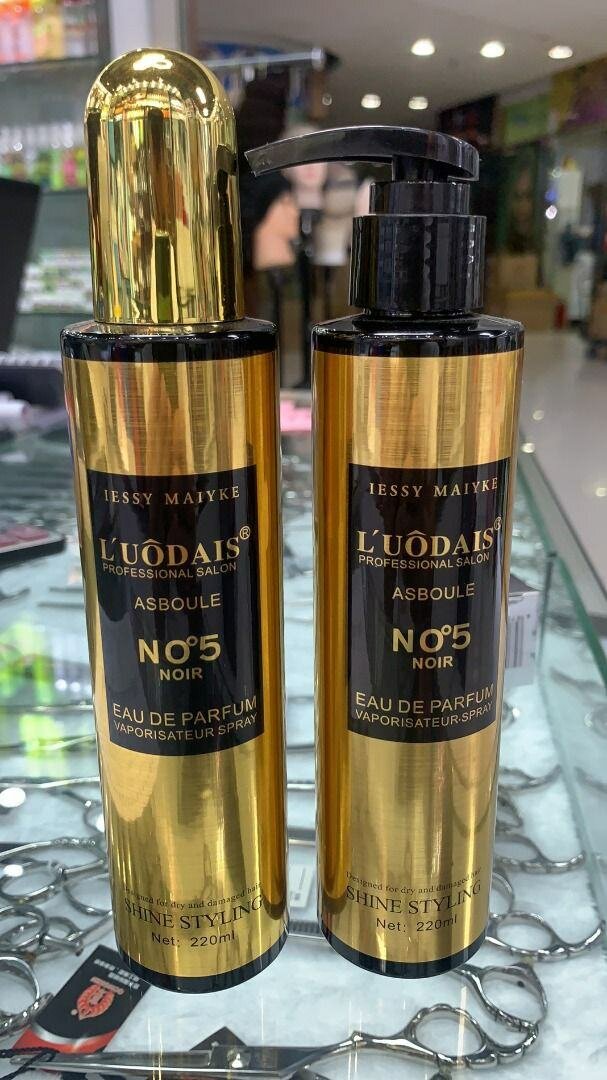 IESSY MAIYKE
L'UÔDAIS®
PROFESSIONAL SALON
ASBOULE
Nº5
NOIR
EAU DE PARFUM
VAPORISATEUR SPRAY
Designed for dry and damaged hair
SHINE STYLING
Net: 220ml
IESSY MAIYKE
L'UÔDAIS®
PROFESSIONAL SALON
ASBOULE
Nº5
NOIR
EAU DE PARFUM
VAPORISATEUR·SPRAY
Designed for dry and damaged hair
SHINE STYLING
Net: 220ml